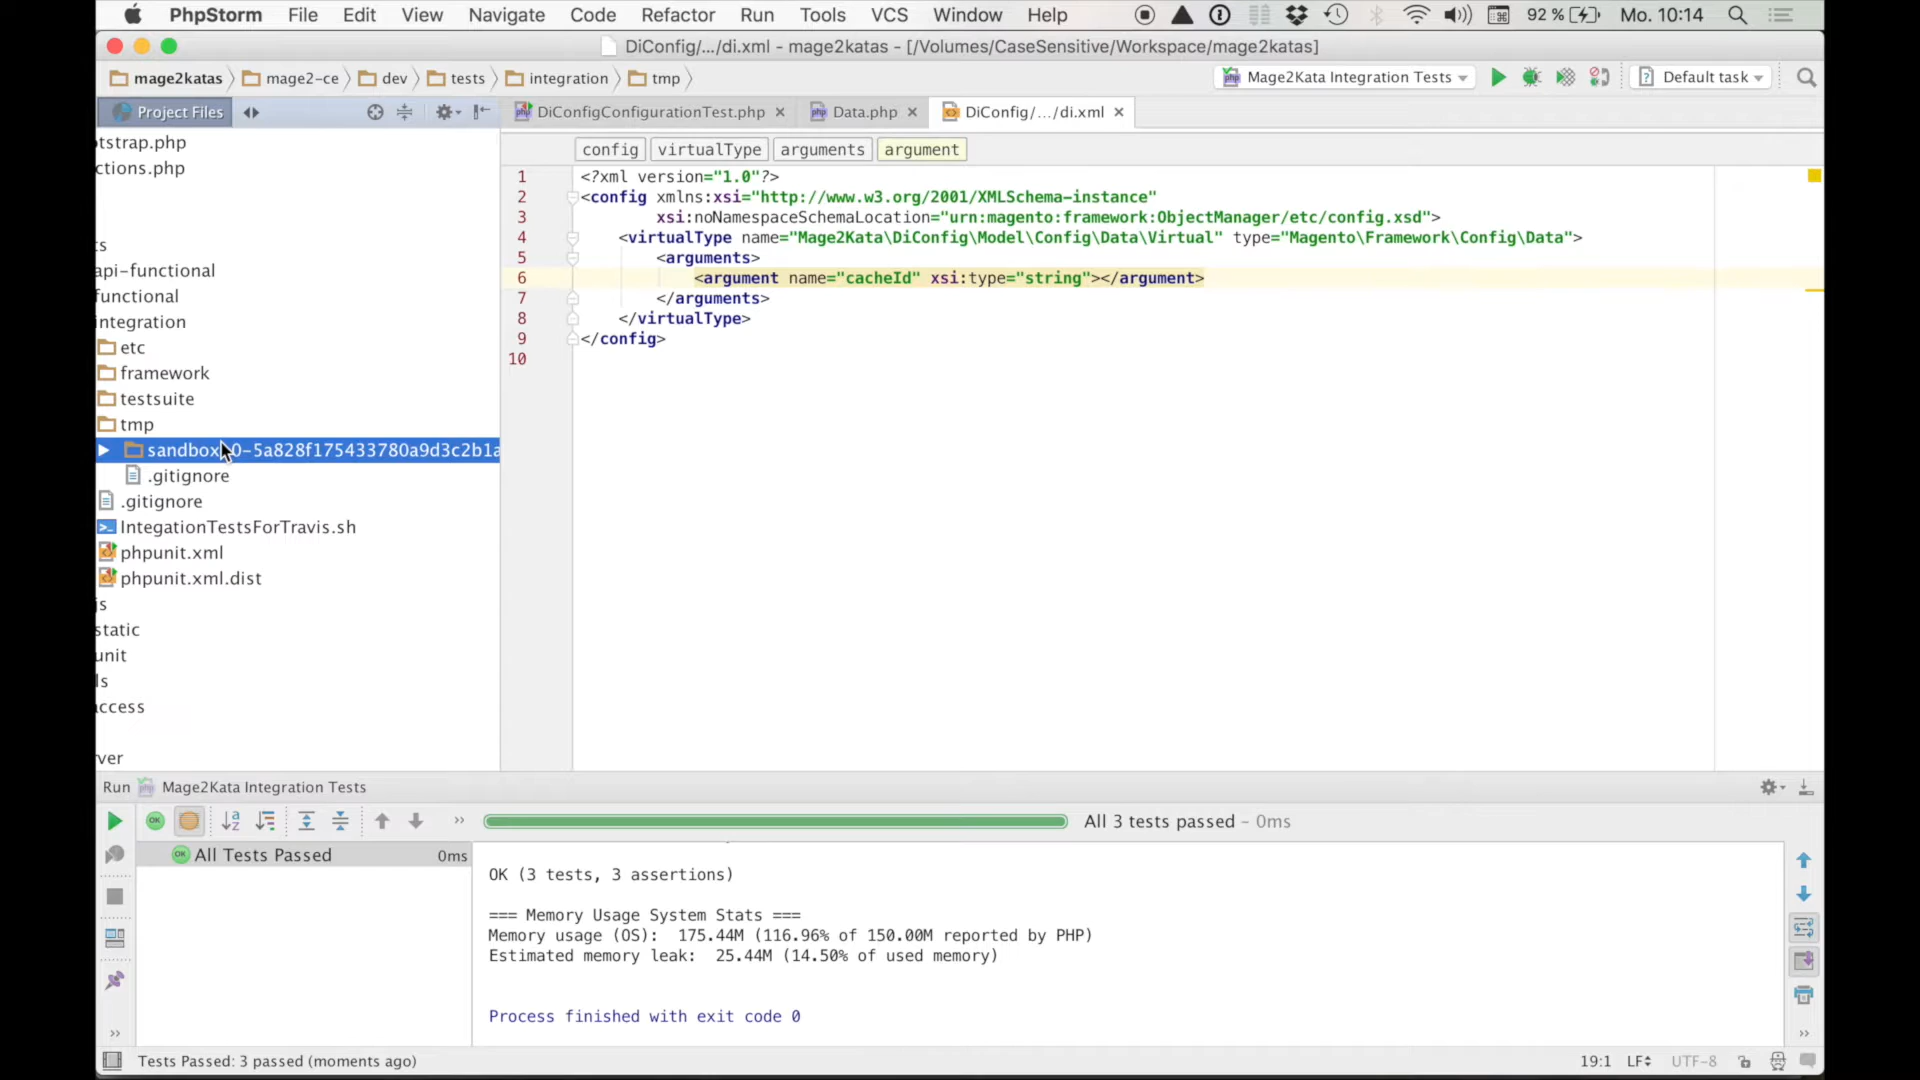 PhpStorm File Edit View Navigate Code Refactor Run Tools VCS Window Help 92 % Mo. 10:14
DiConfig/.../di.xml - mage2katas - [/Volumes/CaseSensitive/Workspace/mage2katas]
mage2katas mage2-ce dev tests integration tmp Mage2Kata Integration Tests Default task
Project Files DiConfigConfigurationTest.php Data.php DiConfig/.../di.xml
config virtualType arguments argument
otstrap.php
ctions.php
ts
api-functional
functional
integration
etc
framework
testsuite
tmp
sandbox-0-5a828f175433780a9d3c2b1a
.gitignore
.gitignore
IntegationTestsForTravis.sh
phpunit.xml
phpunit.xml.dist
js
static
unit
ls
access
ver
1 <?xml version="1.0"?>
2 <config xmlns:xsi="http://www.w3.org/2001/XMLSchema-instance"
3 xsi:noNamespaceSchemaLocation="urn:magento:framework:ObjectManager/etc/config.xsd">
4 <virtualType name="Mage2Kata\DiConfig\Model\Config\Data\Virtual" type="Magento\Framework\Config\Data">
5 <arguments>
6 <argument name="cacheId" xsi:type="string"></argument>
7 </arguments>
8 </virtualType>
9 </config>
10
Run Mage2Kata Integration Tests
All 3 tests passed – 0ms
All Tests Passed 0ms
OK (3 tests, 3 assertions)
=== Memory Usage System Stats ===
Memory usage (OS): 175.44M (116.96% of 150.00M reported by PHP)
Estimated memory leak: 25.44M (14.50% of used memory)
Process finished with exit code 0
Tests Passed: 3 passed (moments ago) 19:1 LF UTF-8